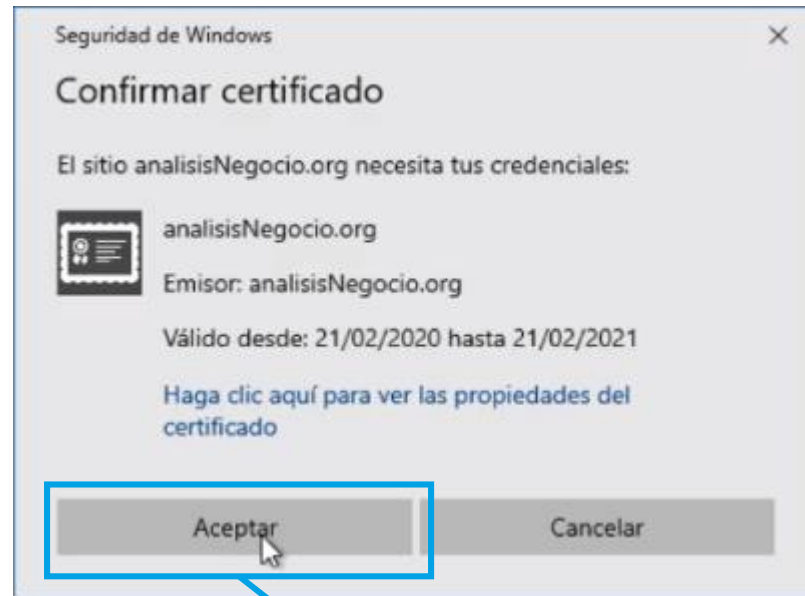 Seguridad de Windows
Confirmar certificado
El sitio analisisNegocio.org necesita tus credenciales:
analisisNegocio.org
Emisor: analisisNegocio.org
Válido desde: 21/02/2020 hasta 21/02/2021
Haga clic aquí para ver las propiedades del
certificado
Aceptar
Cancelar